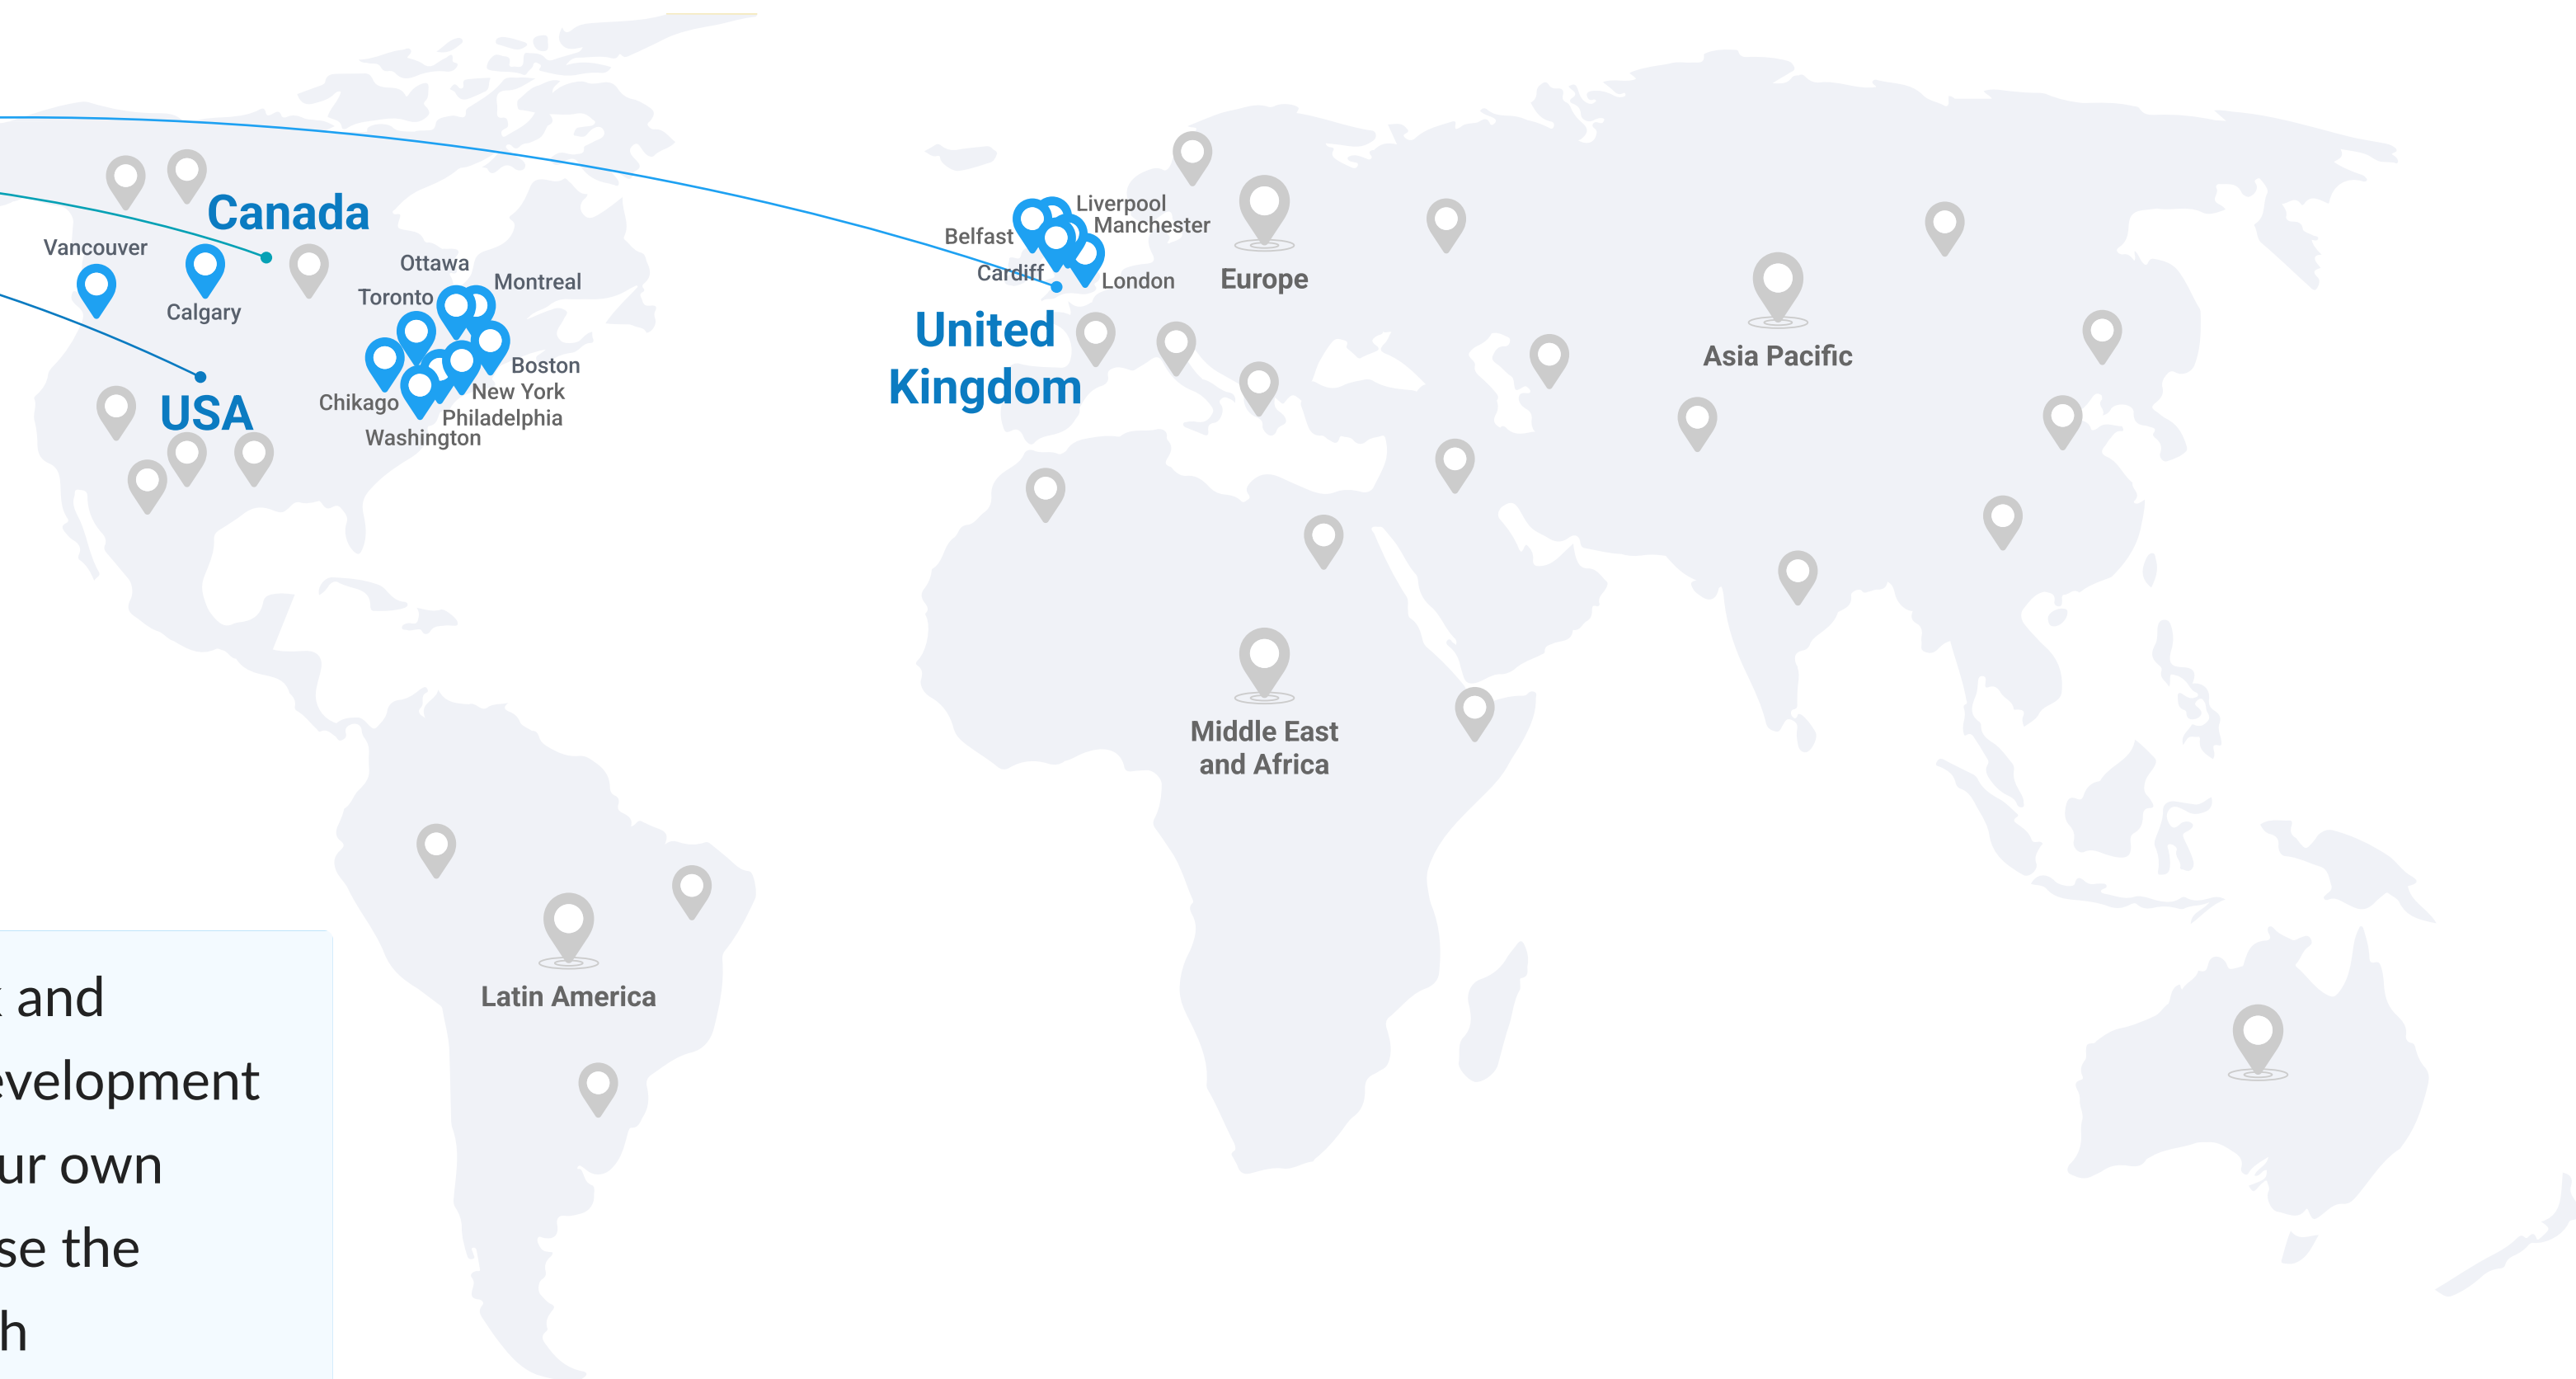 Canada
Vancouver
Calgary
Ottawa
Montreal
Toronto
Boston
New York
Chikago
Philadelphia
Washington
USA
Liverpool
Manchester
Belfast
Cardiff
London
United
Kingdom
Europe
Asia Pacific
Middle East
and Africa
Latin America
and
evelopment
ur own
se the
h